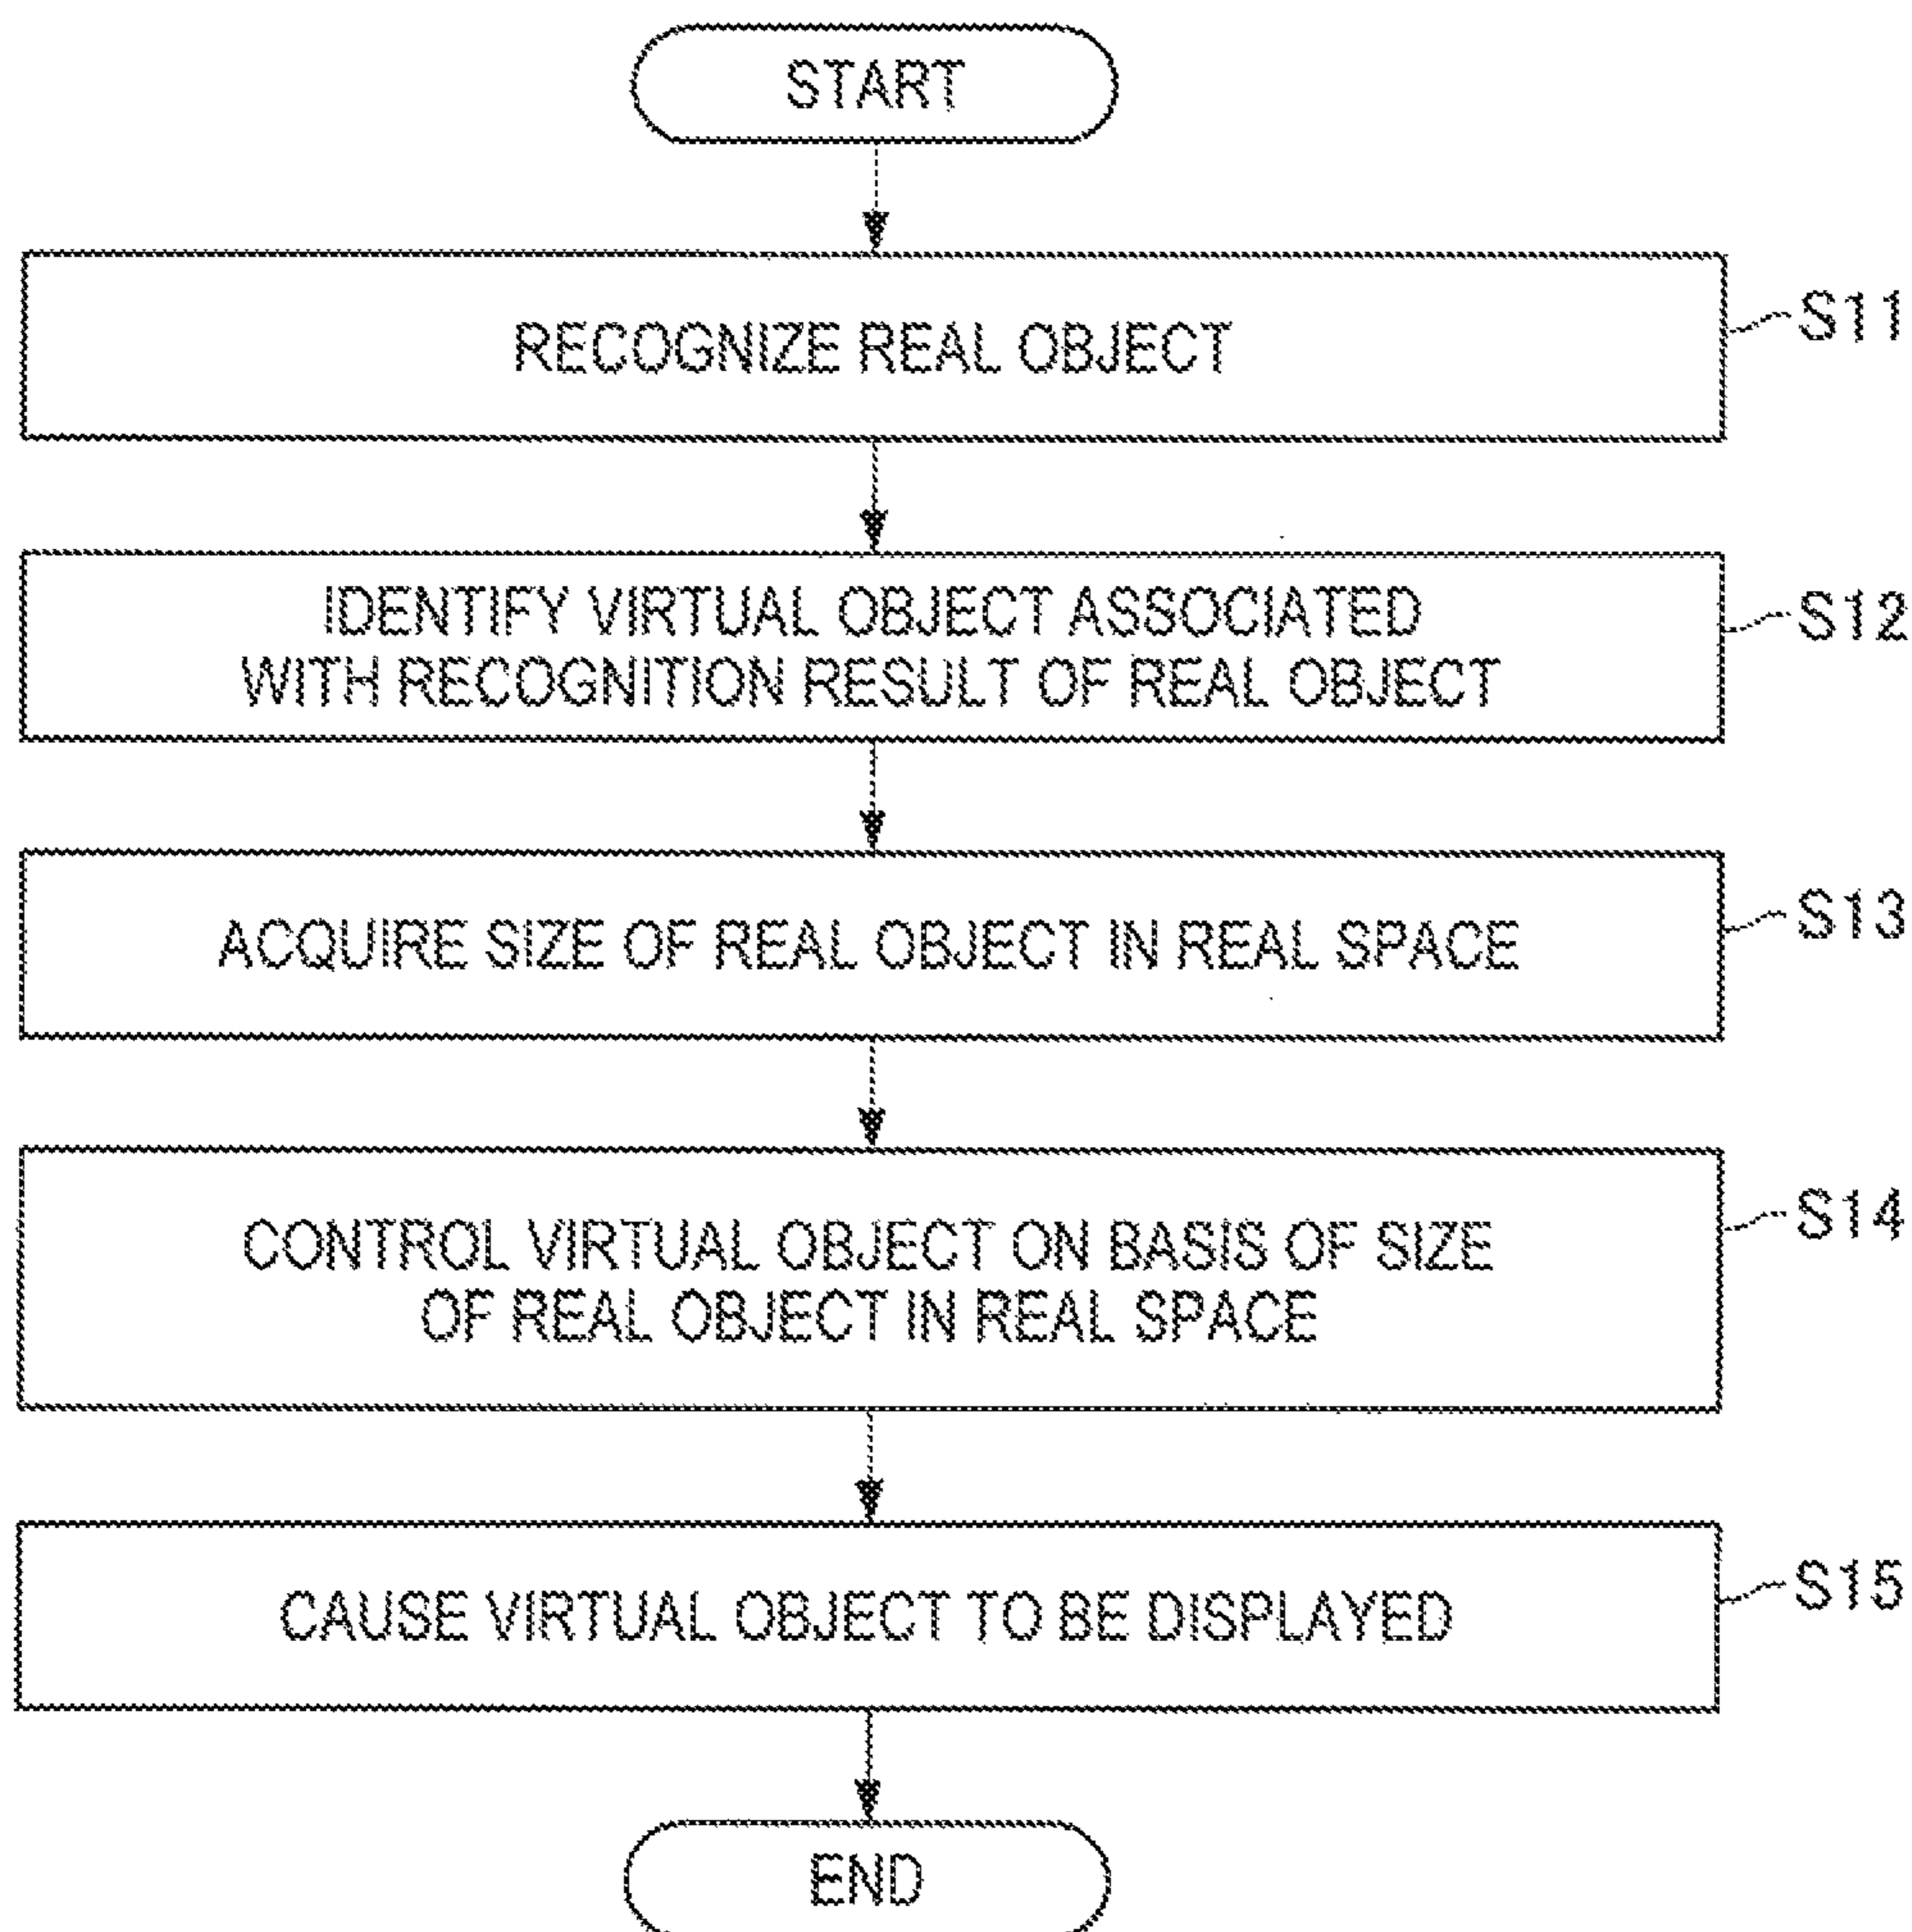 START
RECOGNIZE REAL OBJECT
S11
IDENTIFY VIRTUAL OBJECT ASSOCIATED
WITH RECOGNITION RESULT OF REAL OBJECT
S12
ACQUIRE SIZE OF REAL OBJECT IN REAL SPACE
S13
CONTROL VIRTUAL OBJECT ON BASIS OF SIZE
OF REAL OBJECT IN REAL SPACE
S14
CAUSE VIRTUAL OBJECT TO BE DISPLAYED
S15
END